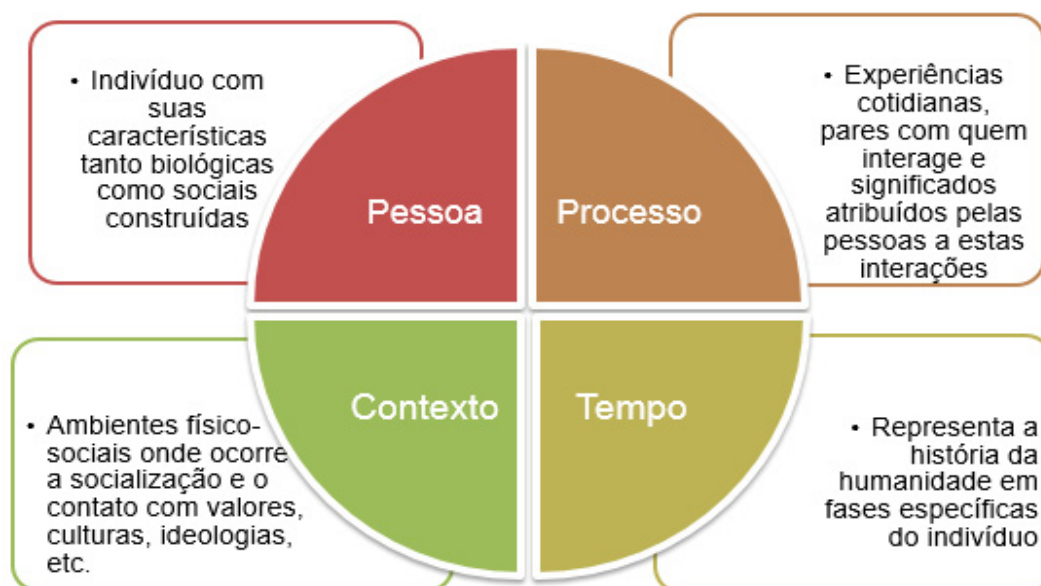 • Indivíduo com
suas
características
tanto biológicas
como sociais
construídas
Pessoa
Processo
• Experiências
cotidianas,
pares com quem
interage e
significados
atribuídos pelas
pessoas a estas
interações
Contexto
Tempo
• Ambientes físico-
sociais onde ocorre
a socialização e o
contato com valores,
culturas, ideologias,
etc.
• Representa a
história da
humanidade em
fases específicas
do indivíduo